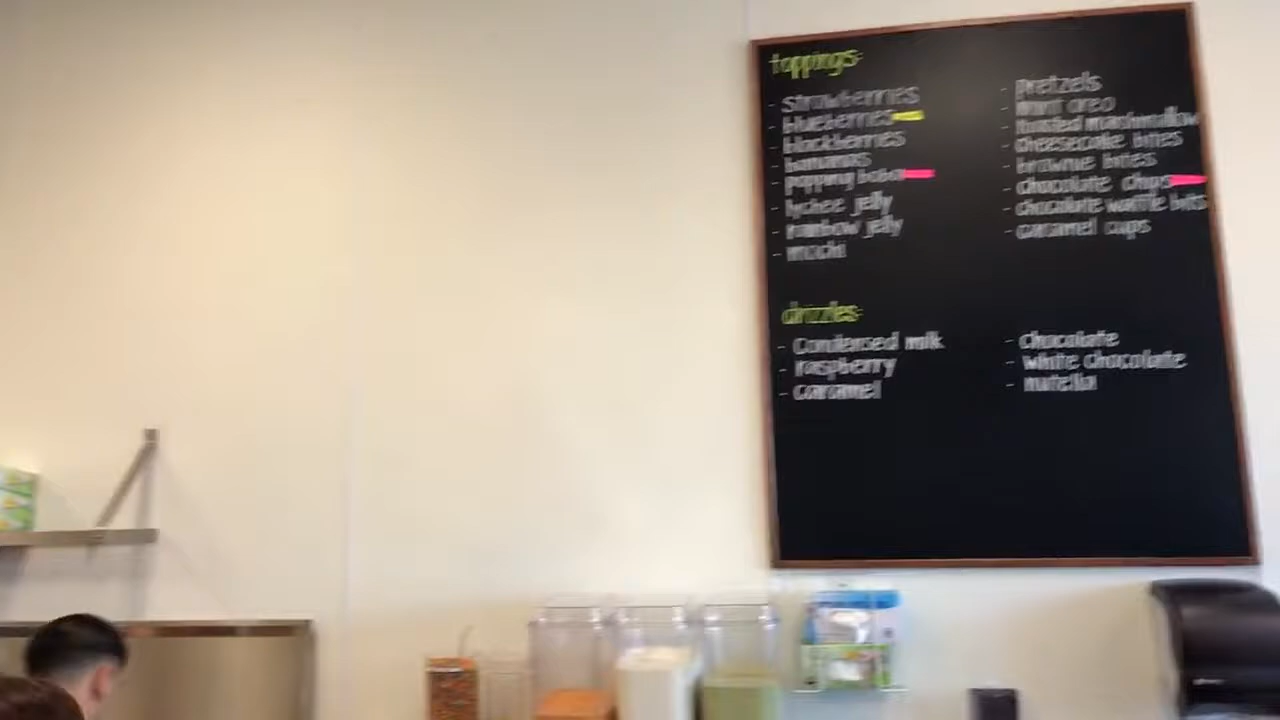 toppings:
- strawberries
- blueberries
- blackberries
- bananas
- popping boba
- lychee jelly
- rainbow jelly
- mochi
- pretzels
- mint oreo
- toasted marshmallow
- cheesecake bites
- brownie bites
- chocolate chips
- chocolate waffle bits
- caramel cups
drizzles:
- Condensed milk
- raspberry
- caramel
- chocolate
- white chocolate
- nutella